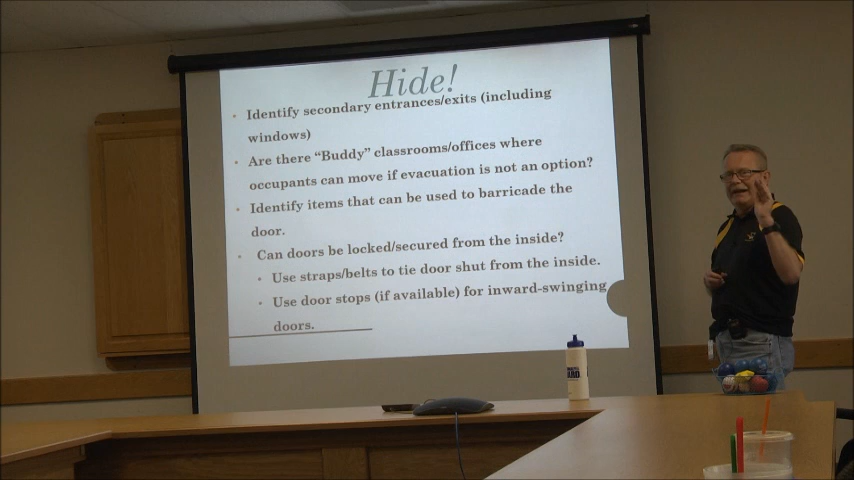 Hide!
• Identify secondary entrances/exits (including
windows)
• Are there “Buddy” classrooms/offices where
occupants can move if evacuation is not an option?
• Identify items that can be used to barricade the
door.
• Can doors be locked/secured from the inside?
• Use straps/belts to tie door shut from the inside.
• Use door stops (if available) for inward-swinging
doors.